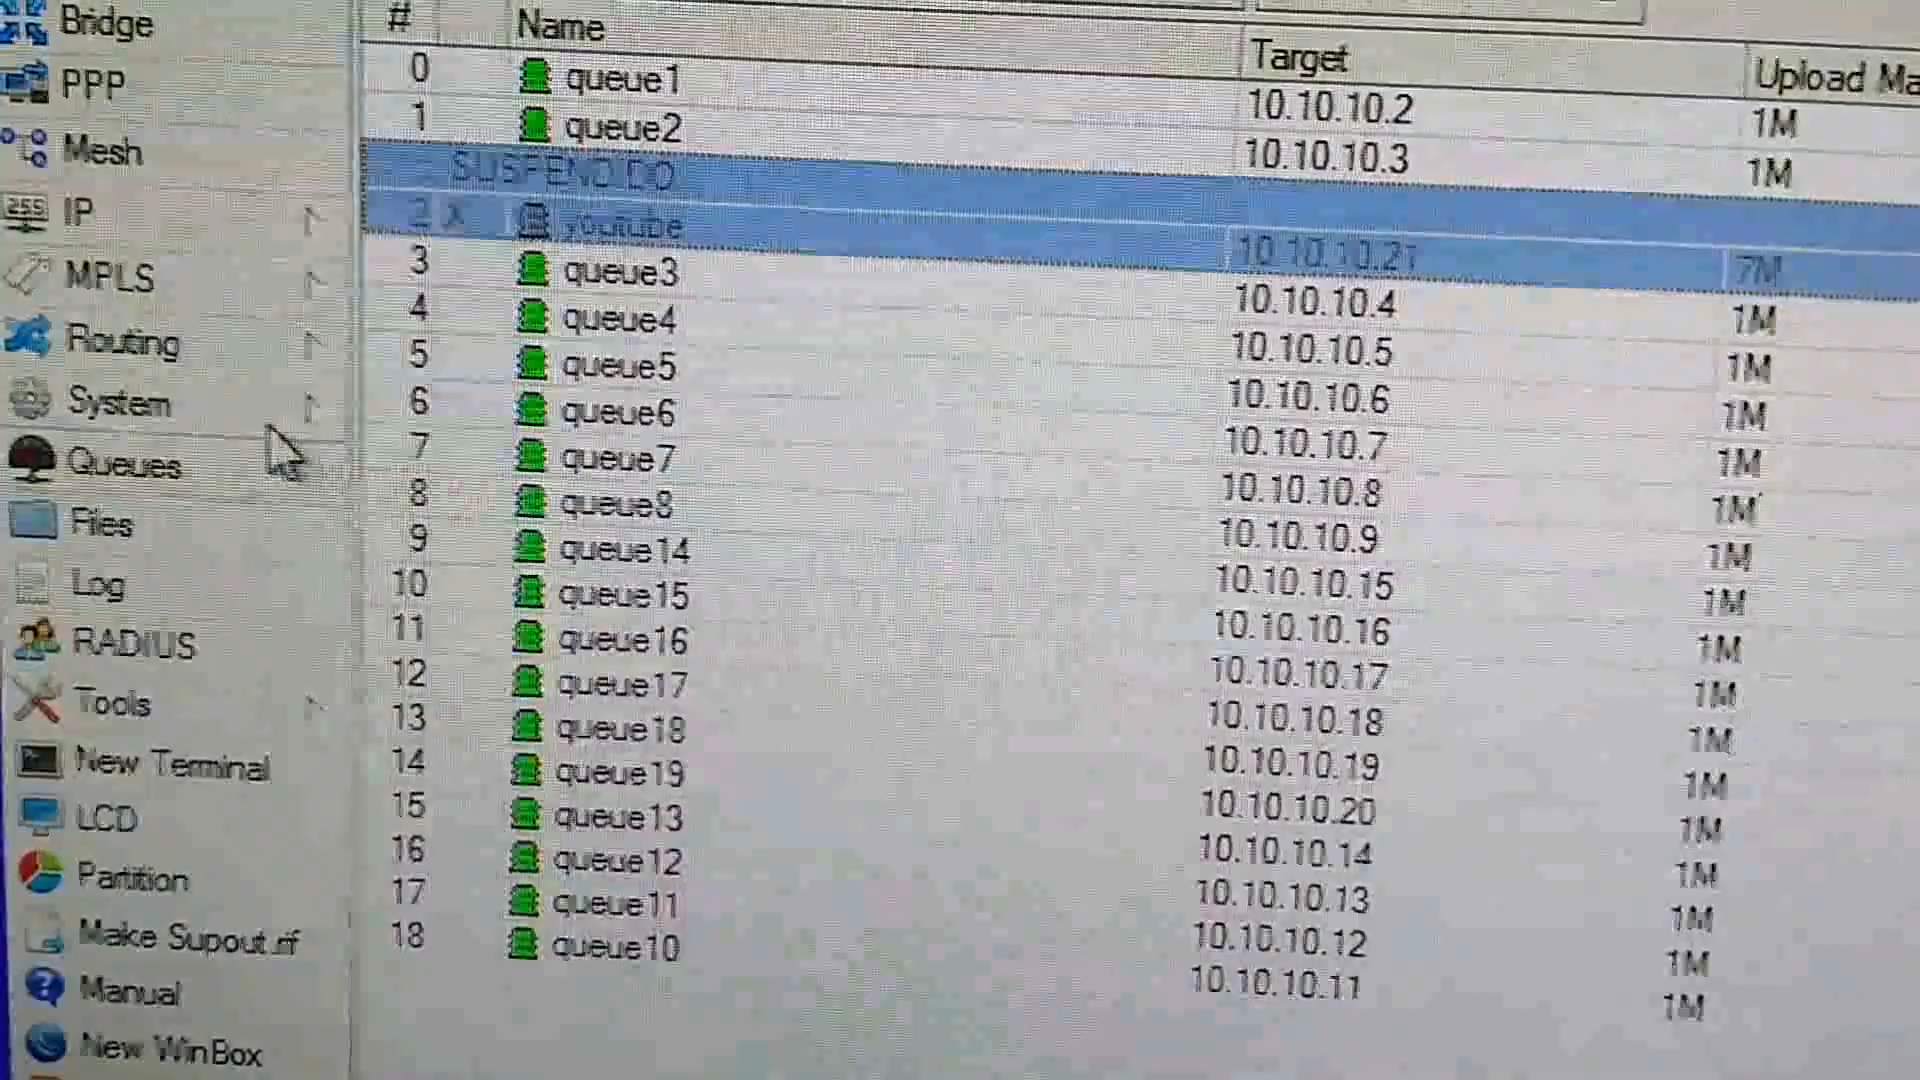 Bridge
PPP
Mesh
255 IP
MPLS
Routing
System
Queues
Files
Log
RADIUS
Tools
New Terminal
LCD
Partition
Make Supout.rif
Manual
New WinBox
# Name Target Upload Ma
0 queue1 10.10.10.2 1M
1 queue2 10.10.10.3 1M
SUSPENDIDO
2 X youtube 10.10.10.21 7M
3 queue3 10.10.10.4 1M
4 queue4 10.10.10.5 1M
5 queue5 10.10.10.6 1M
6 queue6 10.10.10.7 1M
7 queue7 10.10.10.8 1M
8 queue8 10.10.10.9 1M
9 queue14 10.10.10.15 1M
10 queue15 10.10.10.16 1M
11 queue16 10.10.10.17 1M
12 queue17 10.10.10.18 1M
13 queue18 10.10.10.19 1M
14 queue19 10.10.10.20 1M
15 queue13 10.10.10.14 1M
16 queue12 10.10.10.13 1M
17 queue11 10.10.10.12 1M
18 queue10 10.10.10.11 1M